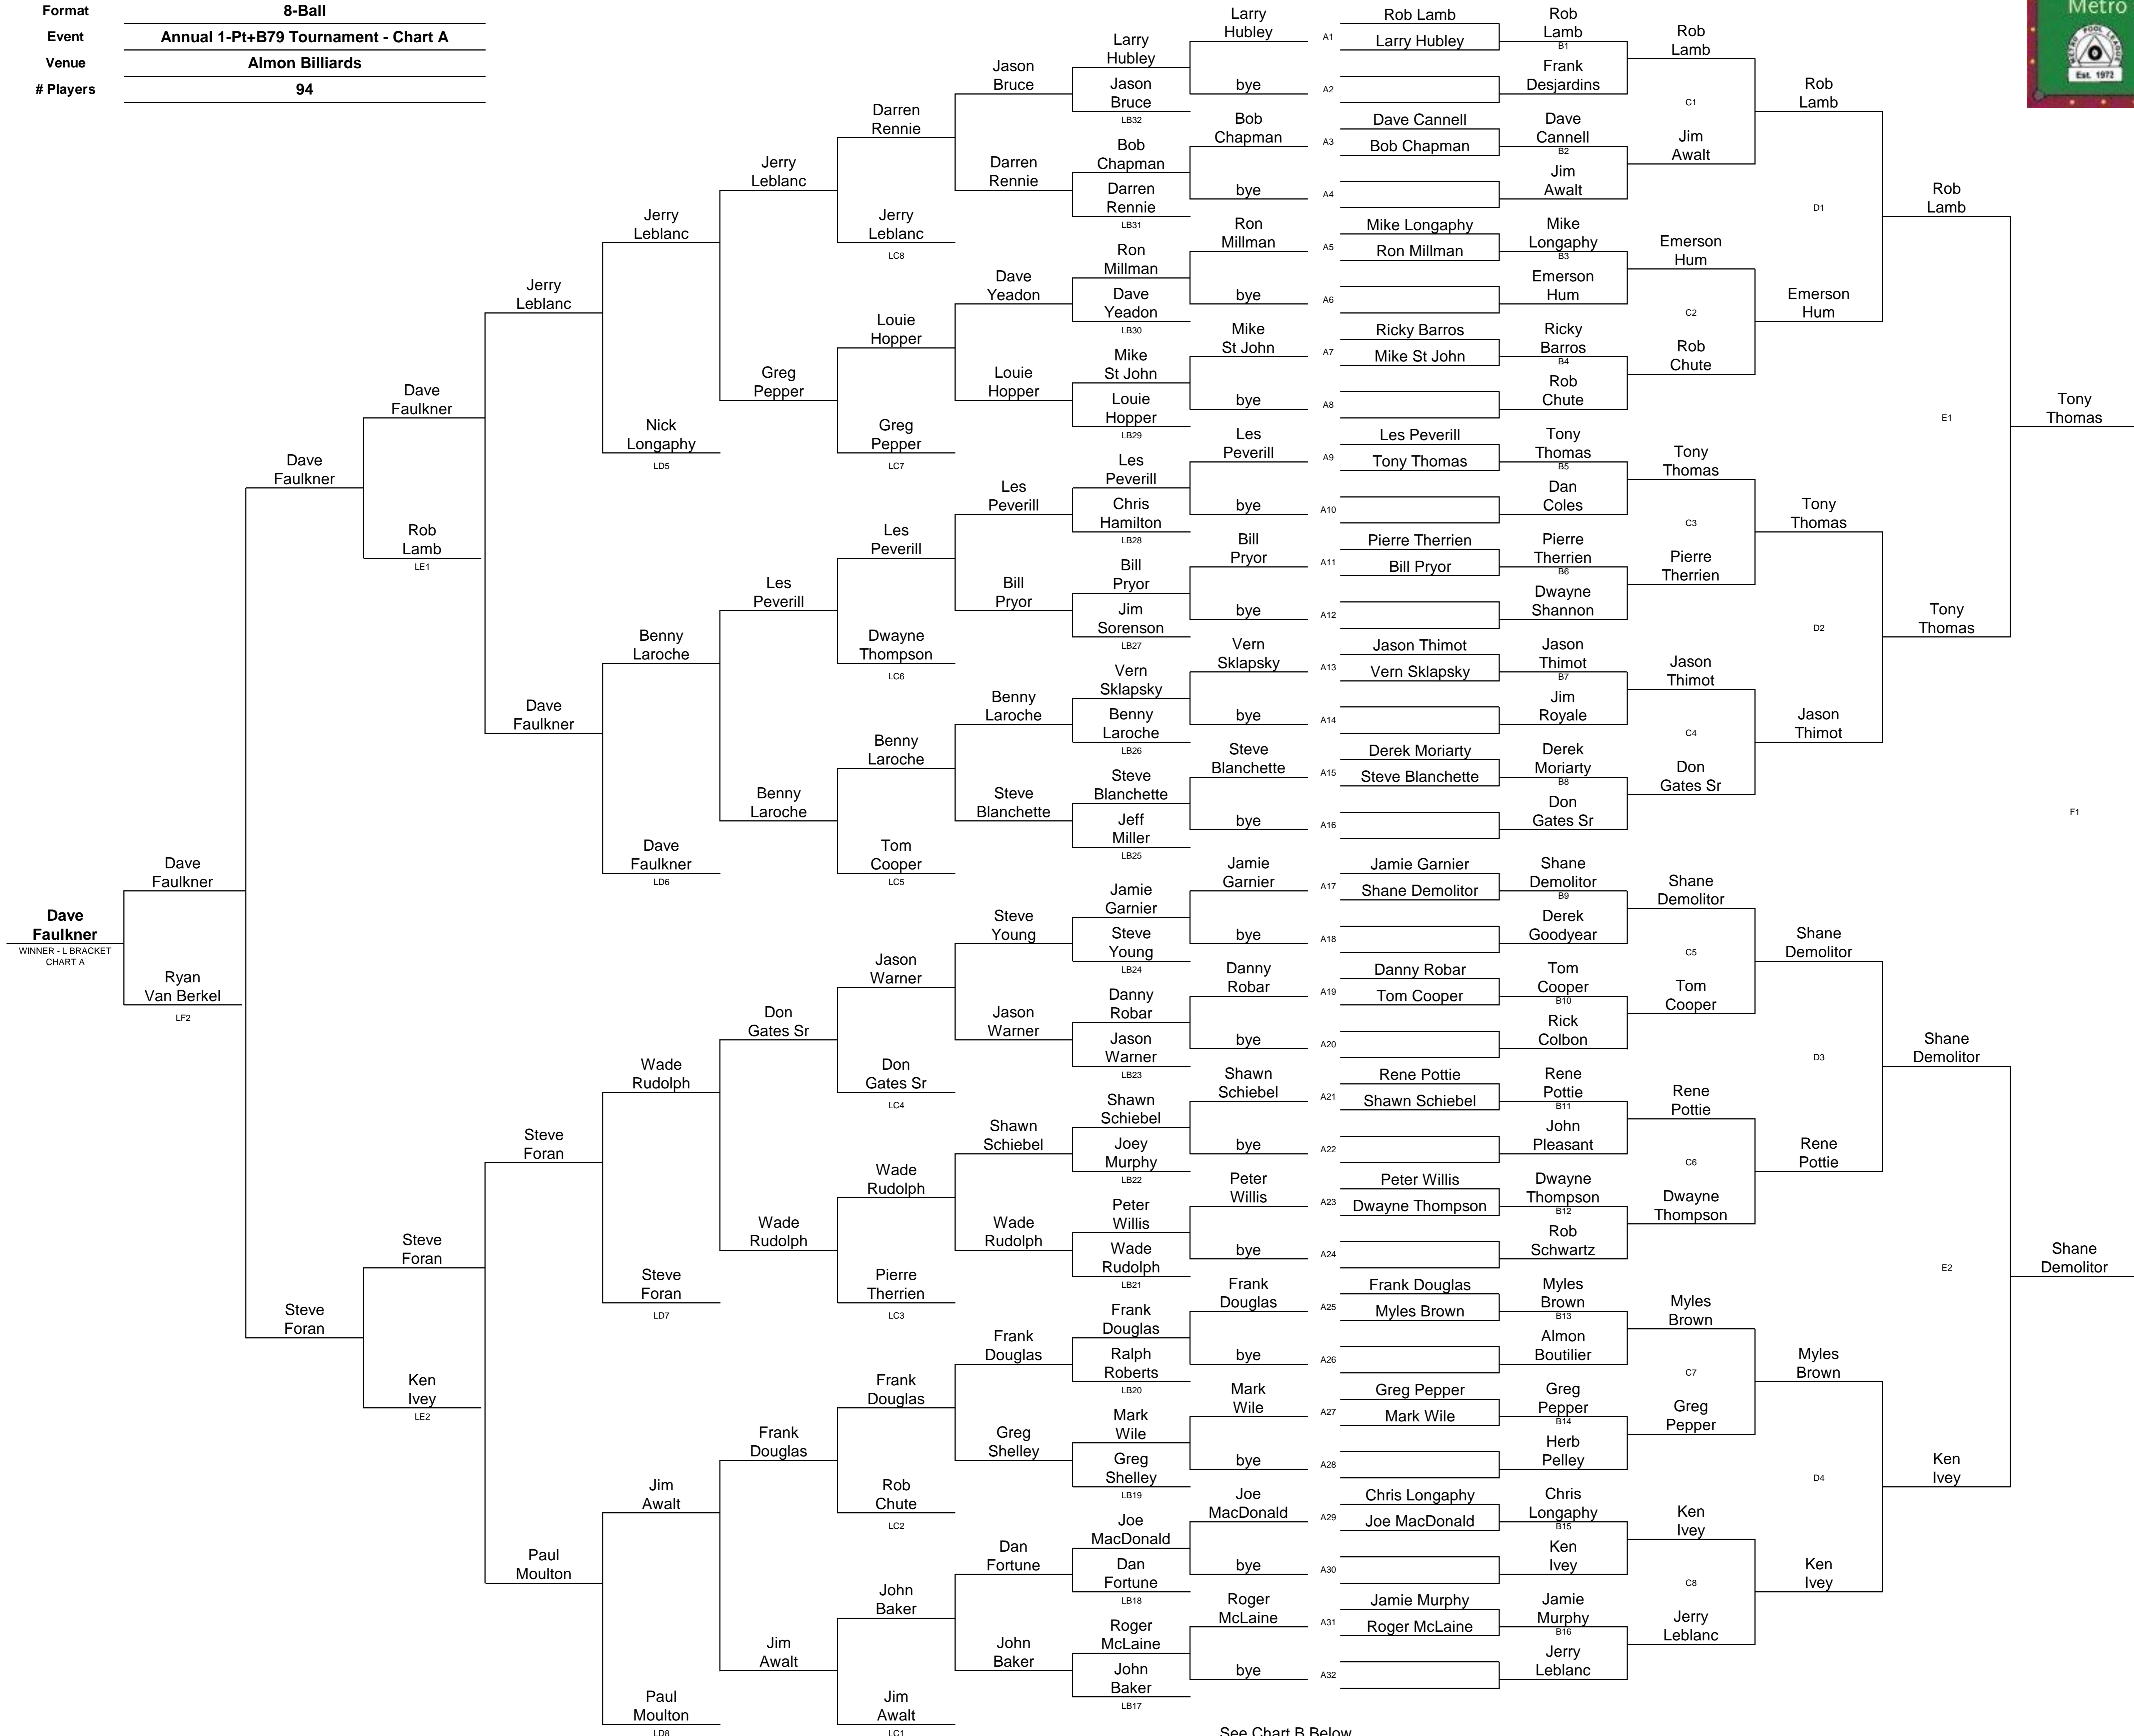 Format 8-Ball
Event Annual 1-Pt+B79 Tournament - Chart A
Venue Almon Billiards
# Players 94
Metro
METRO POOL LEAGUE
Est. 1972
Dave
Faulkner
WINNER - L BRACKET
CHART A
Dave
Faulkner
Ryan
Van Berkel
LF2
Dave
Faulkner
Steve
Foran
Dave
Faulkner
Rob
Lamb
LE1
Steve
Foran
Ken
Ivey
LE2
Jerry
Leblanc
Dave
Faulkner
Steve
Foran
Paul
Moulton
Jerry
Leblanc
Nick
Longaphy
LD5
Benny
Laroche
Dave
Faulkner
LD6
Wade
Rudolph
Steve
Foran
LD7
Jim
Awalt
Paul
Moulton
LD8
Jerry
Leblanc
Greg
Pepper
Les
Peverill
Benny
Laroche
Don
Gates Sr
Wade
Rudolph
Frank
Douglas
Jim
Awalt
Darren
Rennie
Jerry
Leblanc
LC8
Louie
Hopper
Greg
Pepper
LC7
Les
Peverill
Dwayne
Thompson
LC6
Benny
Laroche
Tom
Cooper
LC5
Jason
Warner
Don
Gates Sr
LC4
Wade
Rudolph
Pierre
Therrien
LC3
Frank
Douglas
Rob
Chute
LC2
John
Baker
Jim
Awalt
LC1
Jason
Bruce
Darren
Rennie
Dave
Yeadon
Louie
Hopper
Les
Peverill
Bill
Pryor
Benny
Laroche
Steve
Blanchette
Steve
Young
Jason
Warner
Shawn
Schiebel
Wade
Rudolph
Frank
Douglas
Greg
Shelley
Dan
Fortune
John
Baker
Larry
Hubley
Jason
Bruce
LB32
Bob
Chapman
Darren
Rennie
LB31
Ron
Millman
Dave
Yeadon
LB30
Mike
St John
Louie
Hopper
LB29
Les
Peverill
Chris
Hamilton
LB28
Bill
Pryor
Jim
Sorenson
LB27
Vern
Sklapsky
Benny
Laroche
LB26
Steve
Blanchette
Jeff
Miller
LB25
Jamie
Garnier
Steve
Young
LB24
Danny
Robar
Jason
Warner
LB23
Shawn
Schiebel
Joey
Murphy
LB22
Peter
Willis
Wade
Rudolph
LB21
Frank
Douglas
Ralph
Roberts
LB20
Mark
Wile
Greg
Shelley
LB19
Joe
MacDonald
Dan
Fortune
LB18
Roger
McLaine
John
Baker
LB17
Larry
Hubley
bye
Bob
Chapman
bye
Ron
Millman
bye
Mike
St John
bye
Les
Peverill
bye
Bill
Pryor
bye
Vern
Sklapsky
bye
Steve
Blanchette
bye
Jamie
Garnier
bye
Danny
Robar
bye
Shawn
Schiebel
bye
Peter
Willis
bye
Frank
Douglas
bye
Mark
Wile
bye
Joe
MacDonald
bye
Roger
McLaine
bye
See Chart B Below
A1
A2
A3
A4
A5
A6
A7
A8
A9
A10
A11
A12
A13
A14
A15
A16
A17
A18
A19
A20
A21
A22
A23
A24
A25
A26
A27
A28
A29
A30
A31
A32
Rob Lamb
Larry Hubley
Dave Cannell
Bob Chapman
Mike Longaphy
Ron Millman
Ricky Barros
Mike St John
Les Peverill
Tony Thomas
Pierre Therrien
Bill Pryor
Jason Thimot
Vern Sklapsky
Derek Moriarty
Steve Blanchette
Jamie Garnier
Shane Demolitor
Danny Robar
Tom Cooper
Rene Pottie
Shawn Schiebel
Peter Willis
Dwayne Thompson
Frank Douglas
Myles Brown
Greg Pepper
Mark Wile
Chris Longaphy
Joe MacDonald
Jamie Murphy
Roger McLaine
Rob
Lamb
B1
Frank
Desjardins
Dave
Cannell
B2
Jim
Awalt
Mike
Longaphy
B3
Emerson
Hum
Ricky
Barros
B4
Rob
Chute
Tony
Thomas
B5
Dan
Coles
Pierre
Therrien
B6
Dwayne
Shannon
Jason
Thimot
B7
Jim
Royale
Derek
Moriarty
B8
Don
Gates Sr
Shane
Demolitor
B9
Derek
Goodyear
Tom
Cooper
B10
Rick
Colbon
Rene
Pottie
B11
John
Pleasant
Dwayne
Thompson
B12
Rob
Schwartz
Myles
Brown
B13
Almon
Boutilier
Greg
Pepper
B14
Herb
Pelley
Chris
Longaphy
B15
Ken
Ivey
Jamie
Murphy
B16
Jerry
Leblanc
Rob
Lamb
C1
Jim
Awalt
Emerson
Hum
C2
Rob
Chute
Tony
Thomas
C3
Pierre
Therrien
Jason
Thimot
C4
Don
Gates Sr
Shane
Demolitor
C5
Tom
Cooper
Rene
Pottie
C6
Dwayne
Thompson
Myles
Brown
C7
Greg
Pepper
Ken
Ivey
C8
Jerry
Leblanc
Rob
Lamb
D1
Emerson
Hum
Tony
Thomas
D2
Jason
Thimot
Shane
Demolitor
D3
Rene
Pottie
Myles
Brown
D4
Ken
Ivey
Rob
Lamb
E1
Tony
Thomas
Shane
Demolitor
E2
Ken
Ivey
Tony
Thomas
F1
Shane
Demolitor